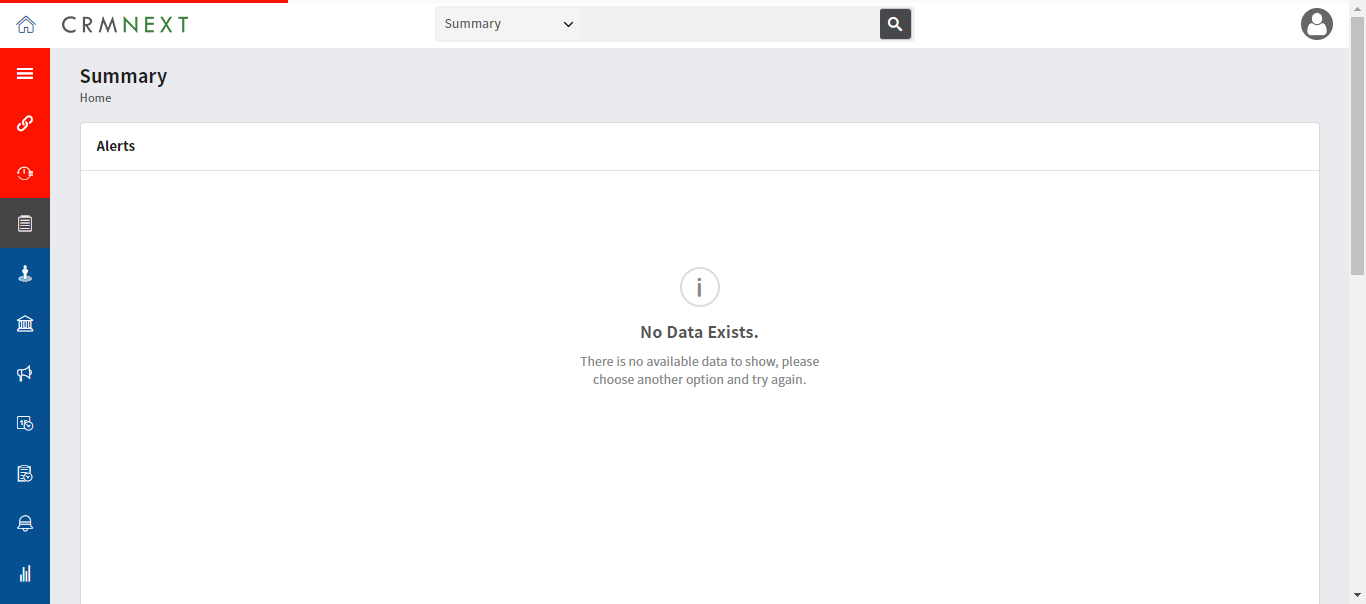 CRMNEXT
Summary
Summary
Home
Alerts
No Data Exists.
There is no available data to show, please
choose another option and try again.